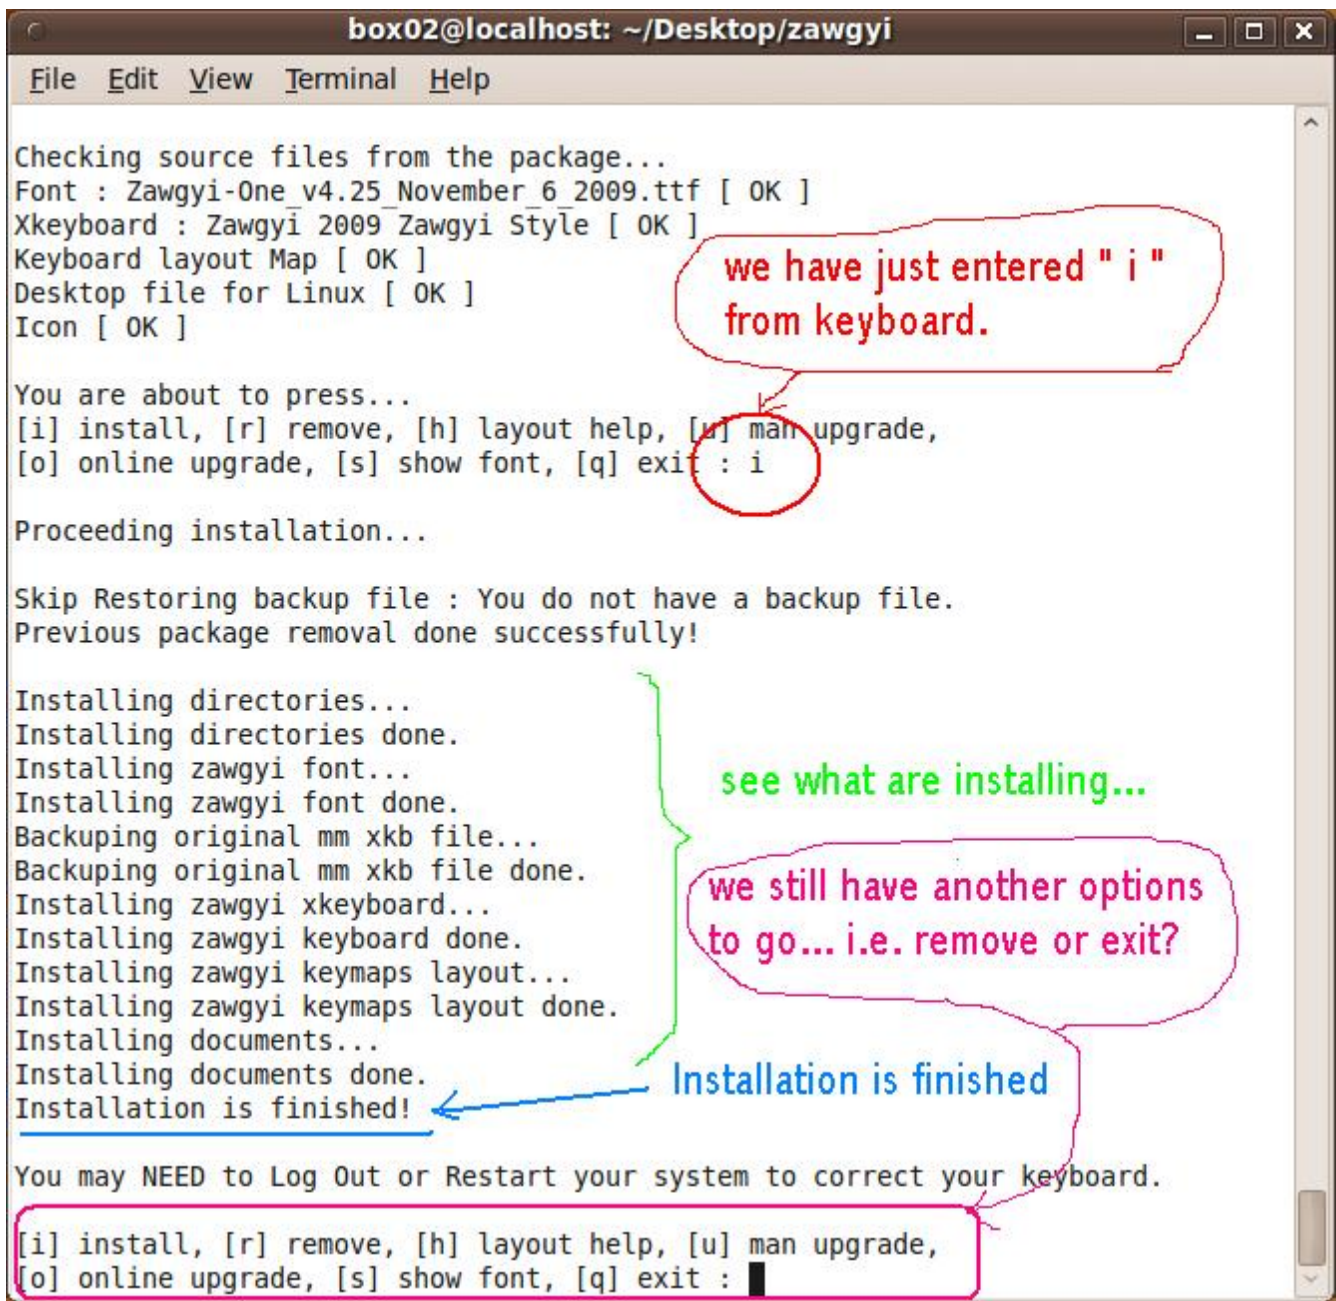 box02@localhost: ~/Desktop/zawgyi
File Edit View Terminal Help
Checking source files from the package...
Font : Zawgyi-One_v4.25_November_6_2009.ttf [ OK ]
Xkeyboard : Zawgyi 2009 Zawgyi Style [ OK ]
Keyboard layout Map [ OK ]
Desktop file for Linux [ OK ]
Icon [ OK ]
we have just entered " i "
from keyboard.
You are about to press...
[i] install, [r] remove, [h] layout help, [u] man upgrade,
[o] online upgrade, [s] show font, [q] exit : i
Proceeding installation...
Skip Restoring backup file : You do not have a backup file.
Previous package removal done successfully!
Installing directories...
Installing directories done.
Installing zawgyi font...
Installing zawgyi font done.
Backuping original mm xkb file...
Backuping original mm xkb file done.
Installing zawgyi xkeyboard...
Installing zawgyi keyboard done.
Installing zawgyi keymaps layout...
Installing zawgyi keymaps layout done.
Installing documents...
Installing documents done.
Installation is finished!
see what are installing...
we still have another options
to go... i.e. remove or exit?
Installation is finished
You may NEED to Log Out or Restart your system to correct your keyboard.
[i] install, [r] remove, [h] layout help, [u] man upgrade,
[o] online upgrade, [s] show font, [q] exit :